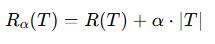 R_α(T) = R(T) + α · |T|